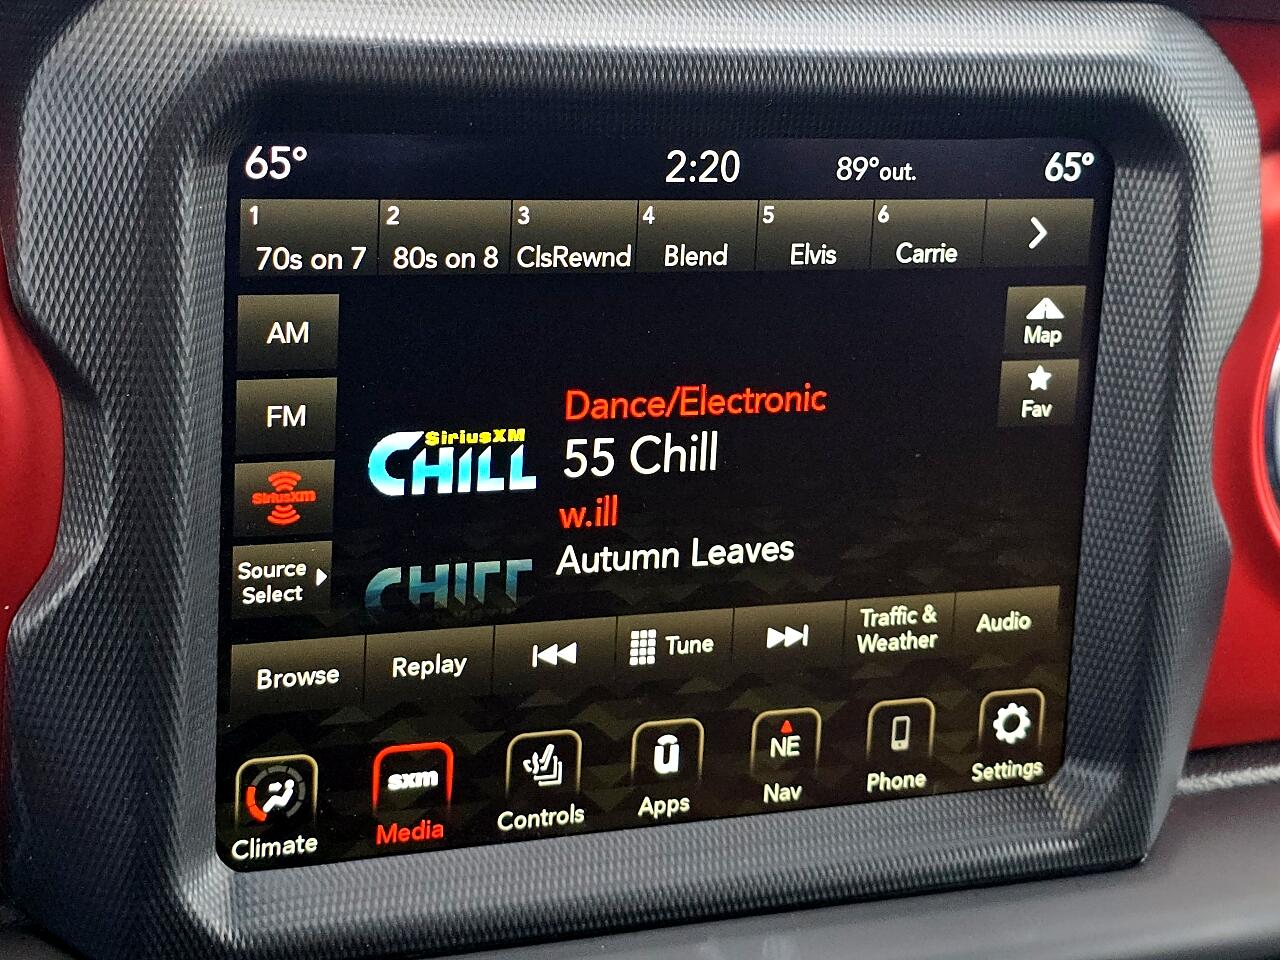 65° 2:20 89°out. 65°
1 2 3 4 5 6
70s on 7 80s on 8 ClsRewnd Blend Elvis Carrie
AM
Map
FM
Fav
Dance/Electronic
SiriusXM
CHILL
55 Chill
SiriusXM
w.ill
Autumn Leaves
Source
Select
Browse Replay Tune Traffic & Audio
Weather
sxm NE
Climate Media Controls Apps Nav Phone Settings